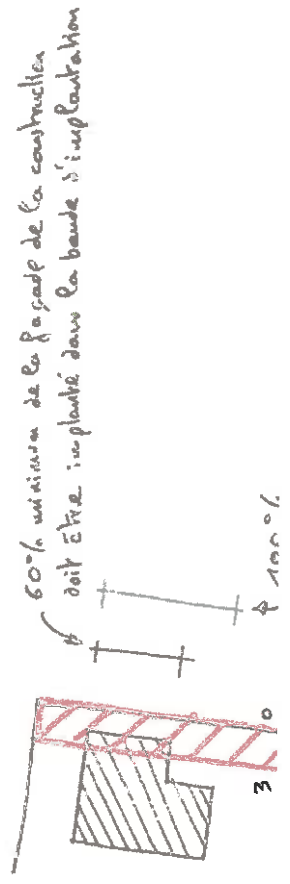 60% minimum de la façade de la construction
doit être implanté dans la bande d'implantation
100%
3 0